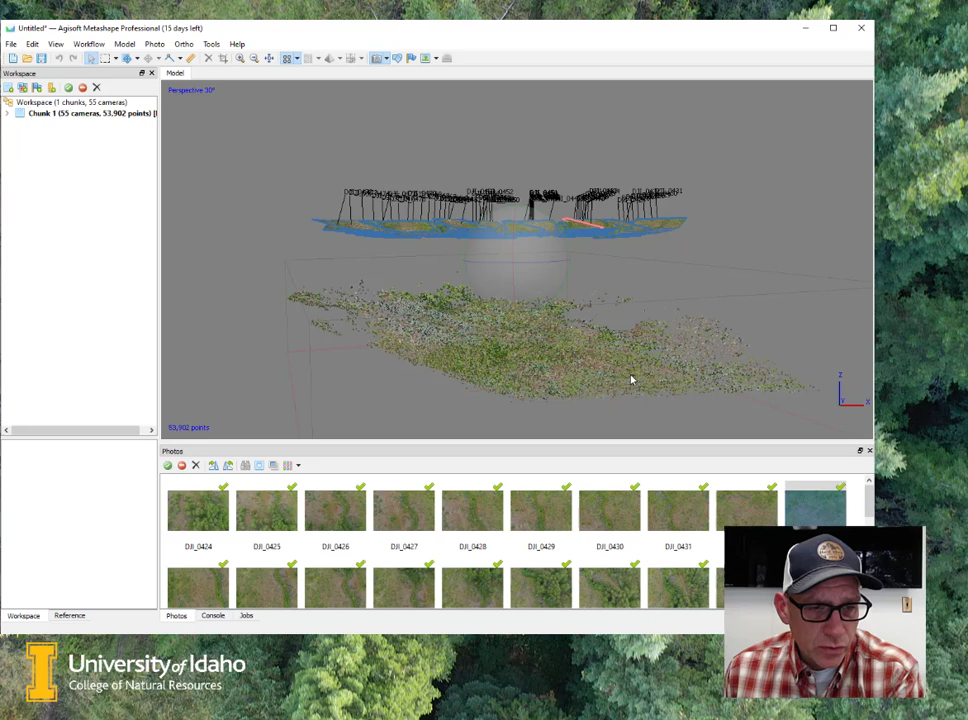 Untitled* — Agisoft Metashape Professional (15 days left)
File Edit View Workflow Model Photo Ortho Tools Help
Workspace
Model
Workspace (1 chunks, 55 cameras)
Chunk 1 (55 cameras, 53,902 points) [
Perspective 30°
Z
Y
X
53,902 points
Photos
DJI_0424 DJI_0425 DJI_0426 DJI_0427 DJI_0428 DJI_0429 DJI_0430 DJI_0431
Workspace Reference
Photos Console Jobs
I University of Idaho
College of Natural Resources